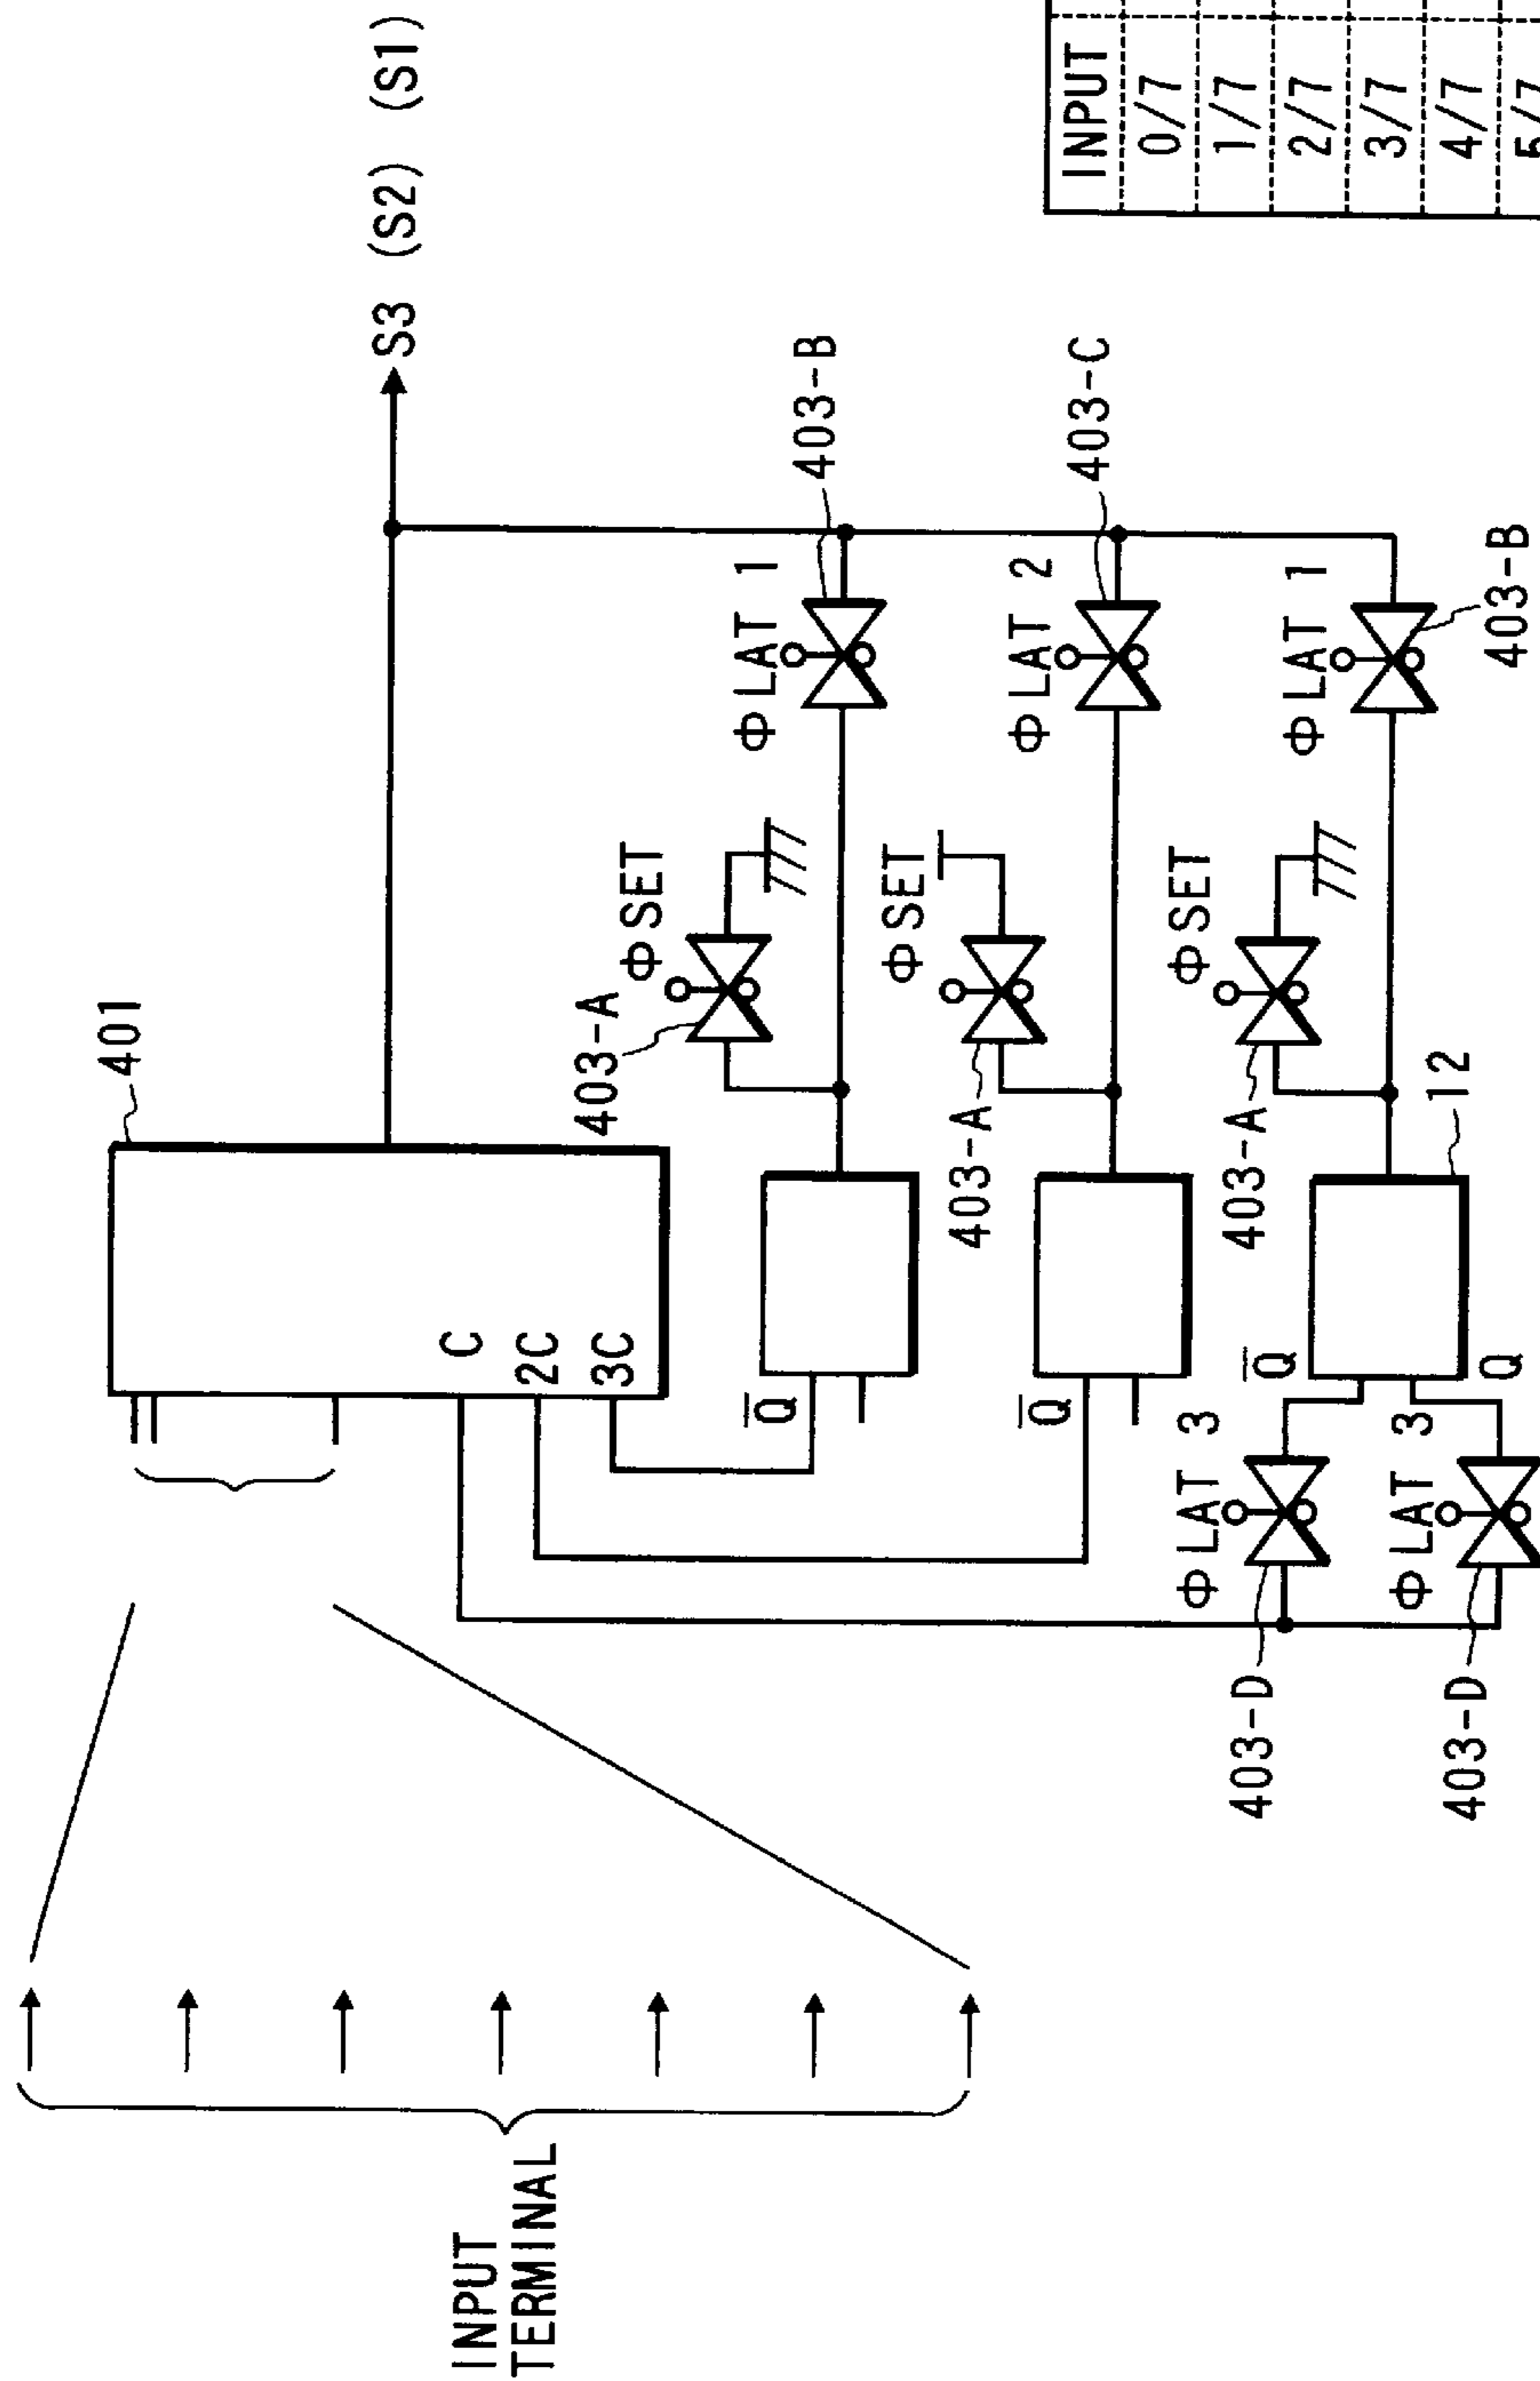 INPUT
TERMINAL
401
C
2C
3C
S3 (S2) (S1)
403-A
Φ SET
Φ LAT 1
403-B
Q̅
403-A
Φ SET
Φ LAT 2
403-C
Q̅
403-A
Φ SET
Φ LAT 1
403-B
Q̅
Q
12
Φ LAT 3
403-D
Φ LAT 3
403-D
INPUT
0/7
1/7
2/7
3/7
4/7
5/7